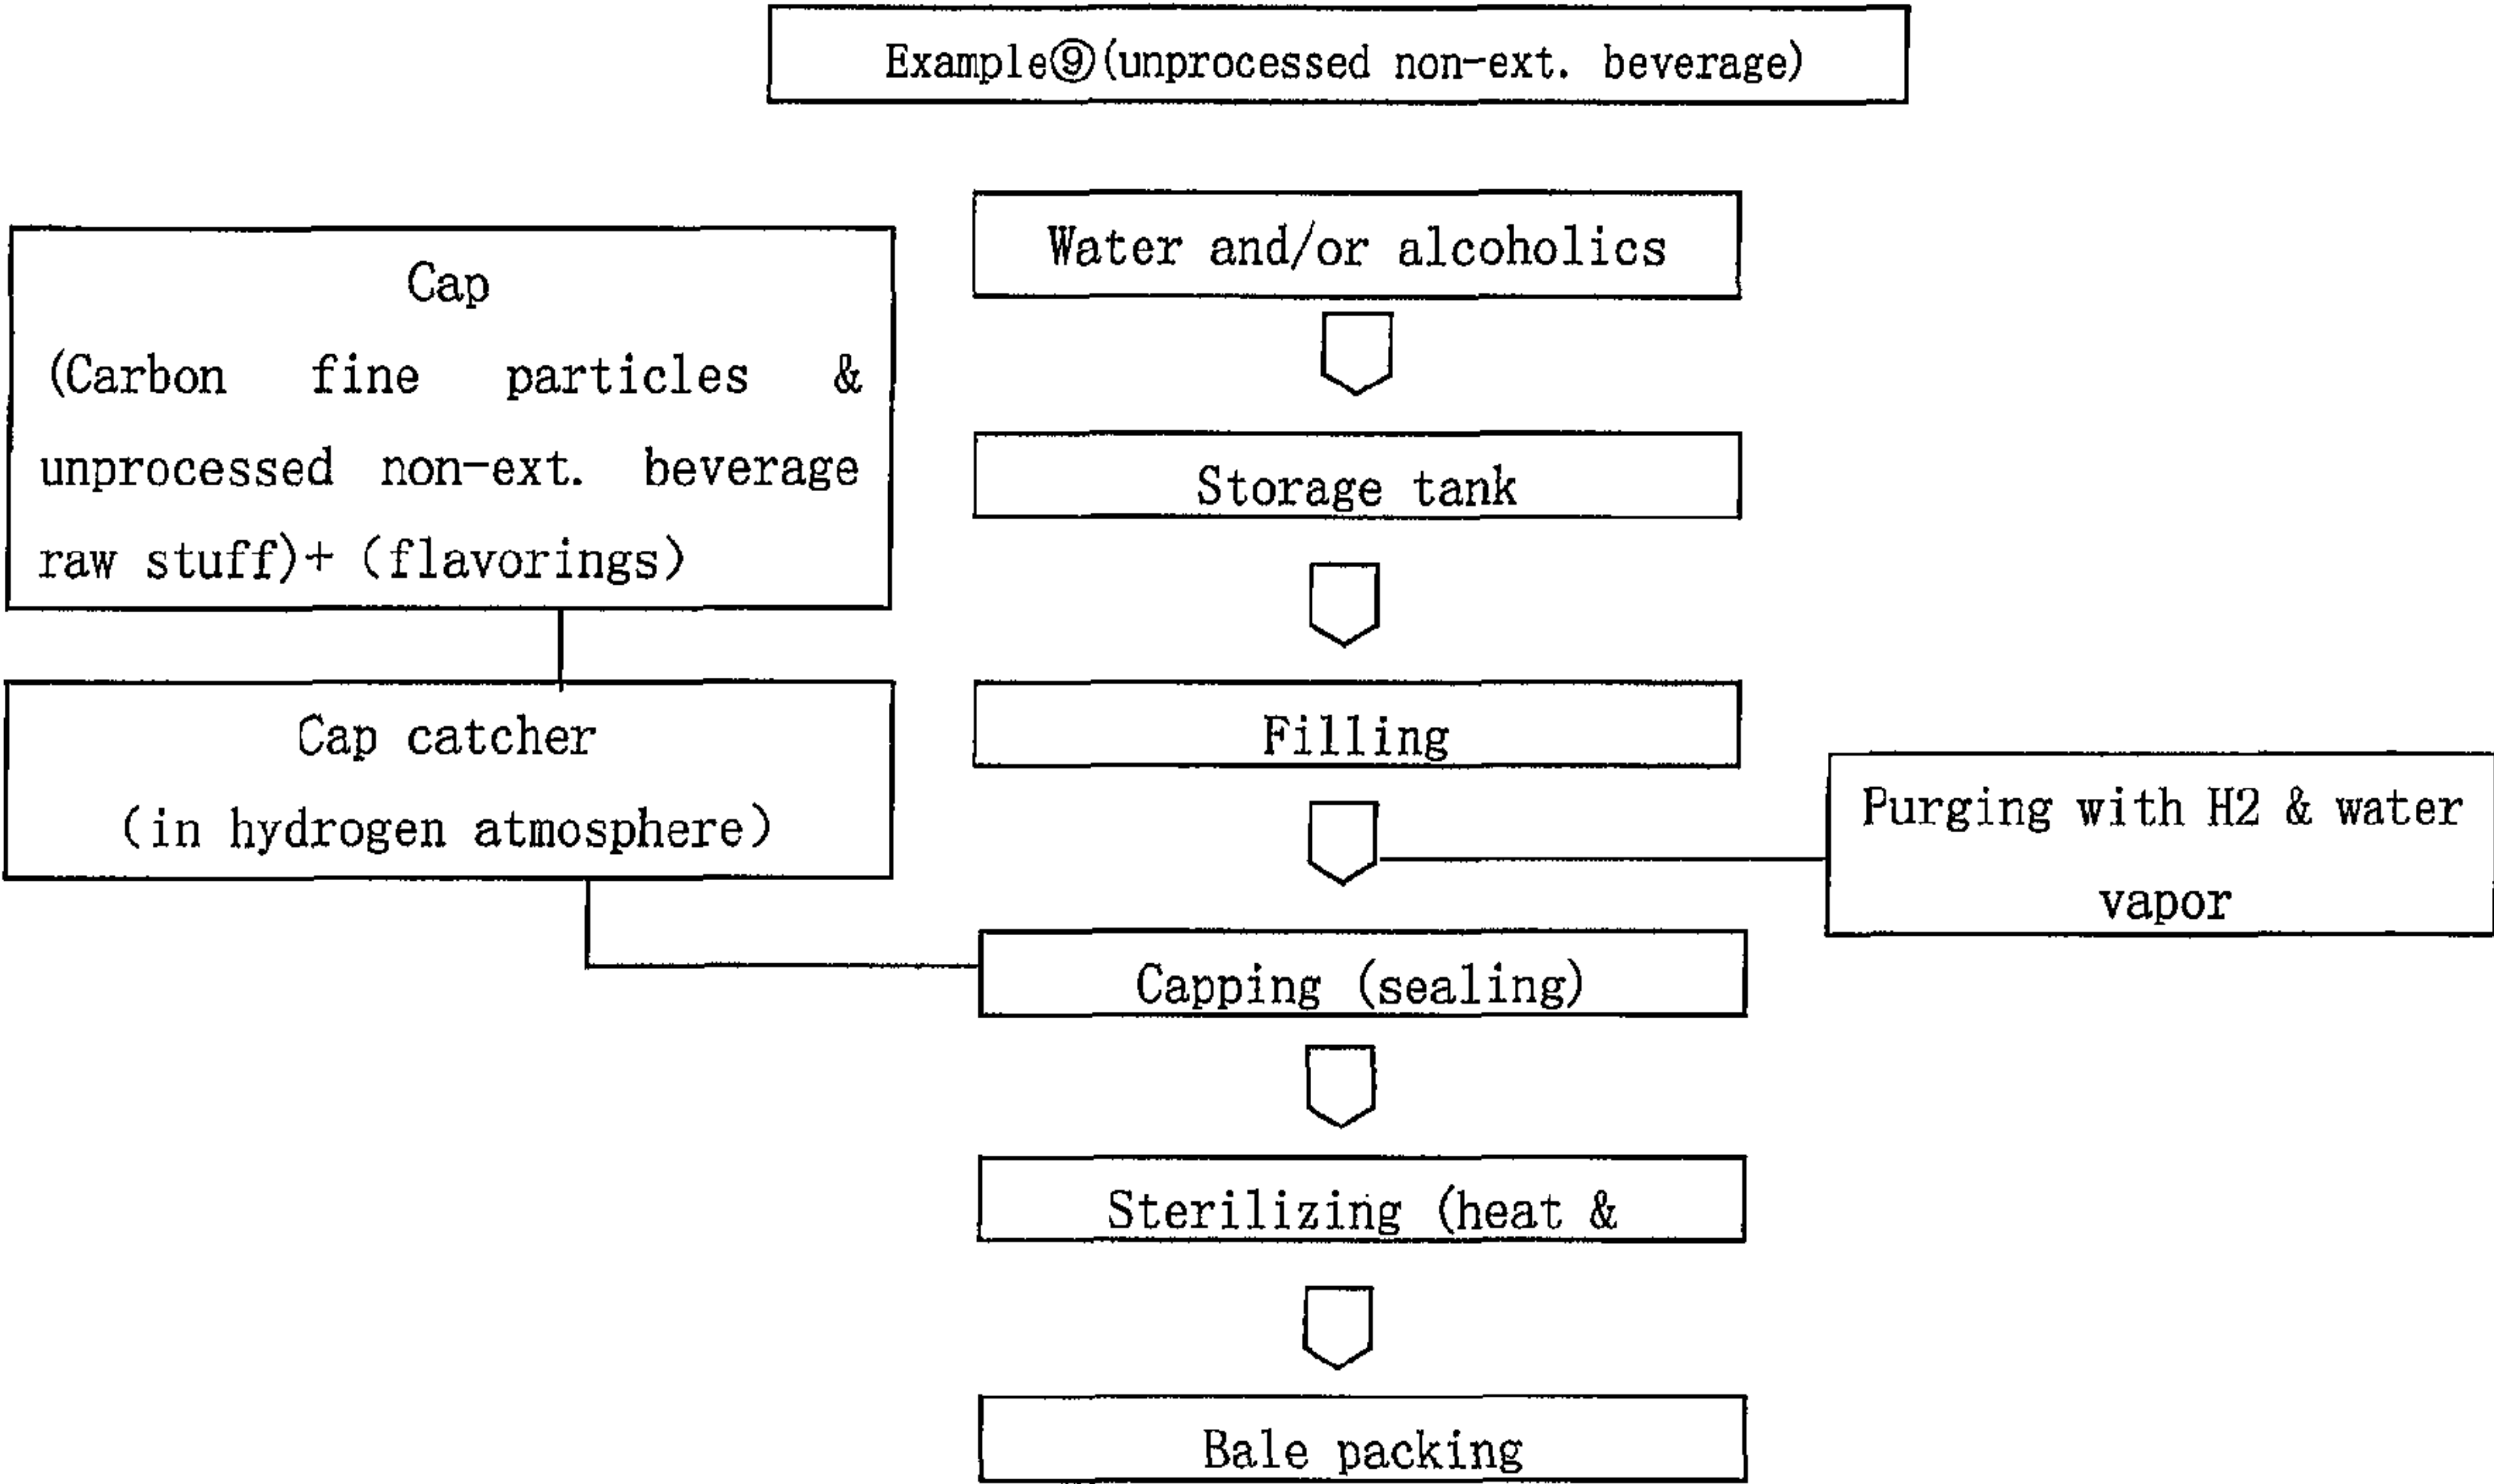 Example⑨(unprocessed non-ext. beverage)
Water and/or alcoholics
Cap
(Carbon fine particles &
unprocessed non-ext. beverage
raw stuff)+ (flavorings)
Storage tank
Cap catcher
(in hydrogen atmosphere)
Filling
Purging with H2 & water
vapor
Capping (sealing)
Sterilizing (heat &
Bale packing